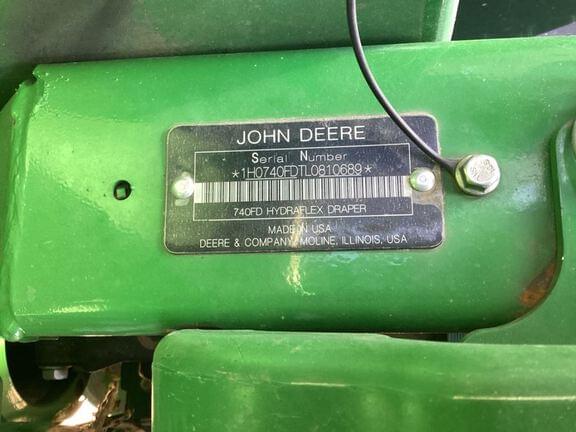 JOHN DEERE
Serial Number
*1H0740FDTL0810689*
740FD HYDRAFLEX DRAPER
MADE IN USA
DEERE & COMPANY, MOLINE, ILLINOIS, USA